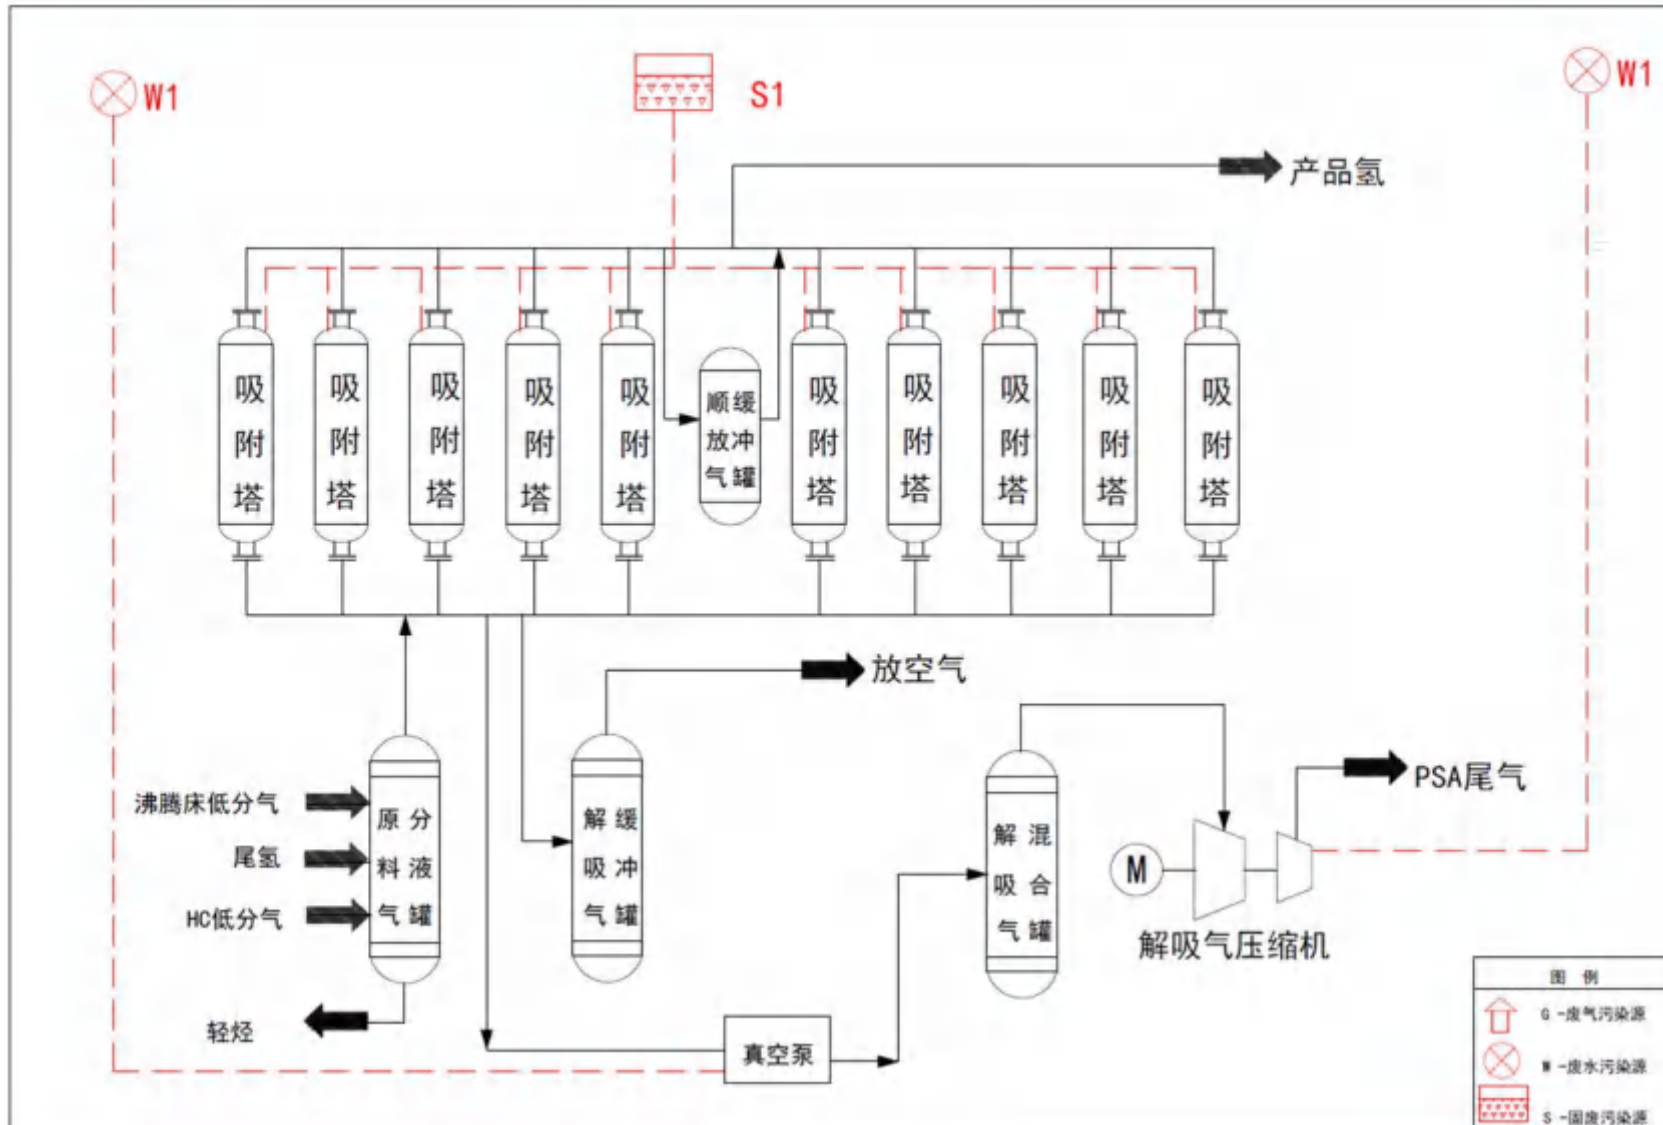 W1
S1
W1
产品氢
吸附塔
吸附塔
吸附塔
吸附塔
吸附塔
顺放气
缓冲罐
吸附塔
吸附塔
吸附塔
吸附塔
吸附塔
放空气
沸腾床低分气
尾氢
HC低分气
原料气
分液罐
解吸气
缓冲罐
解吸气
混合罐
M
PSA尾气
解吸气压缩机
轻烃
真空泵
图 例
G -废气污染源
W -废水污染源
S -固废污染源